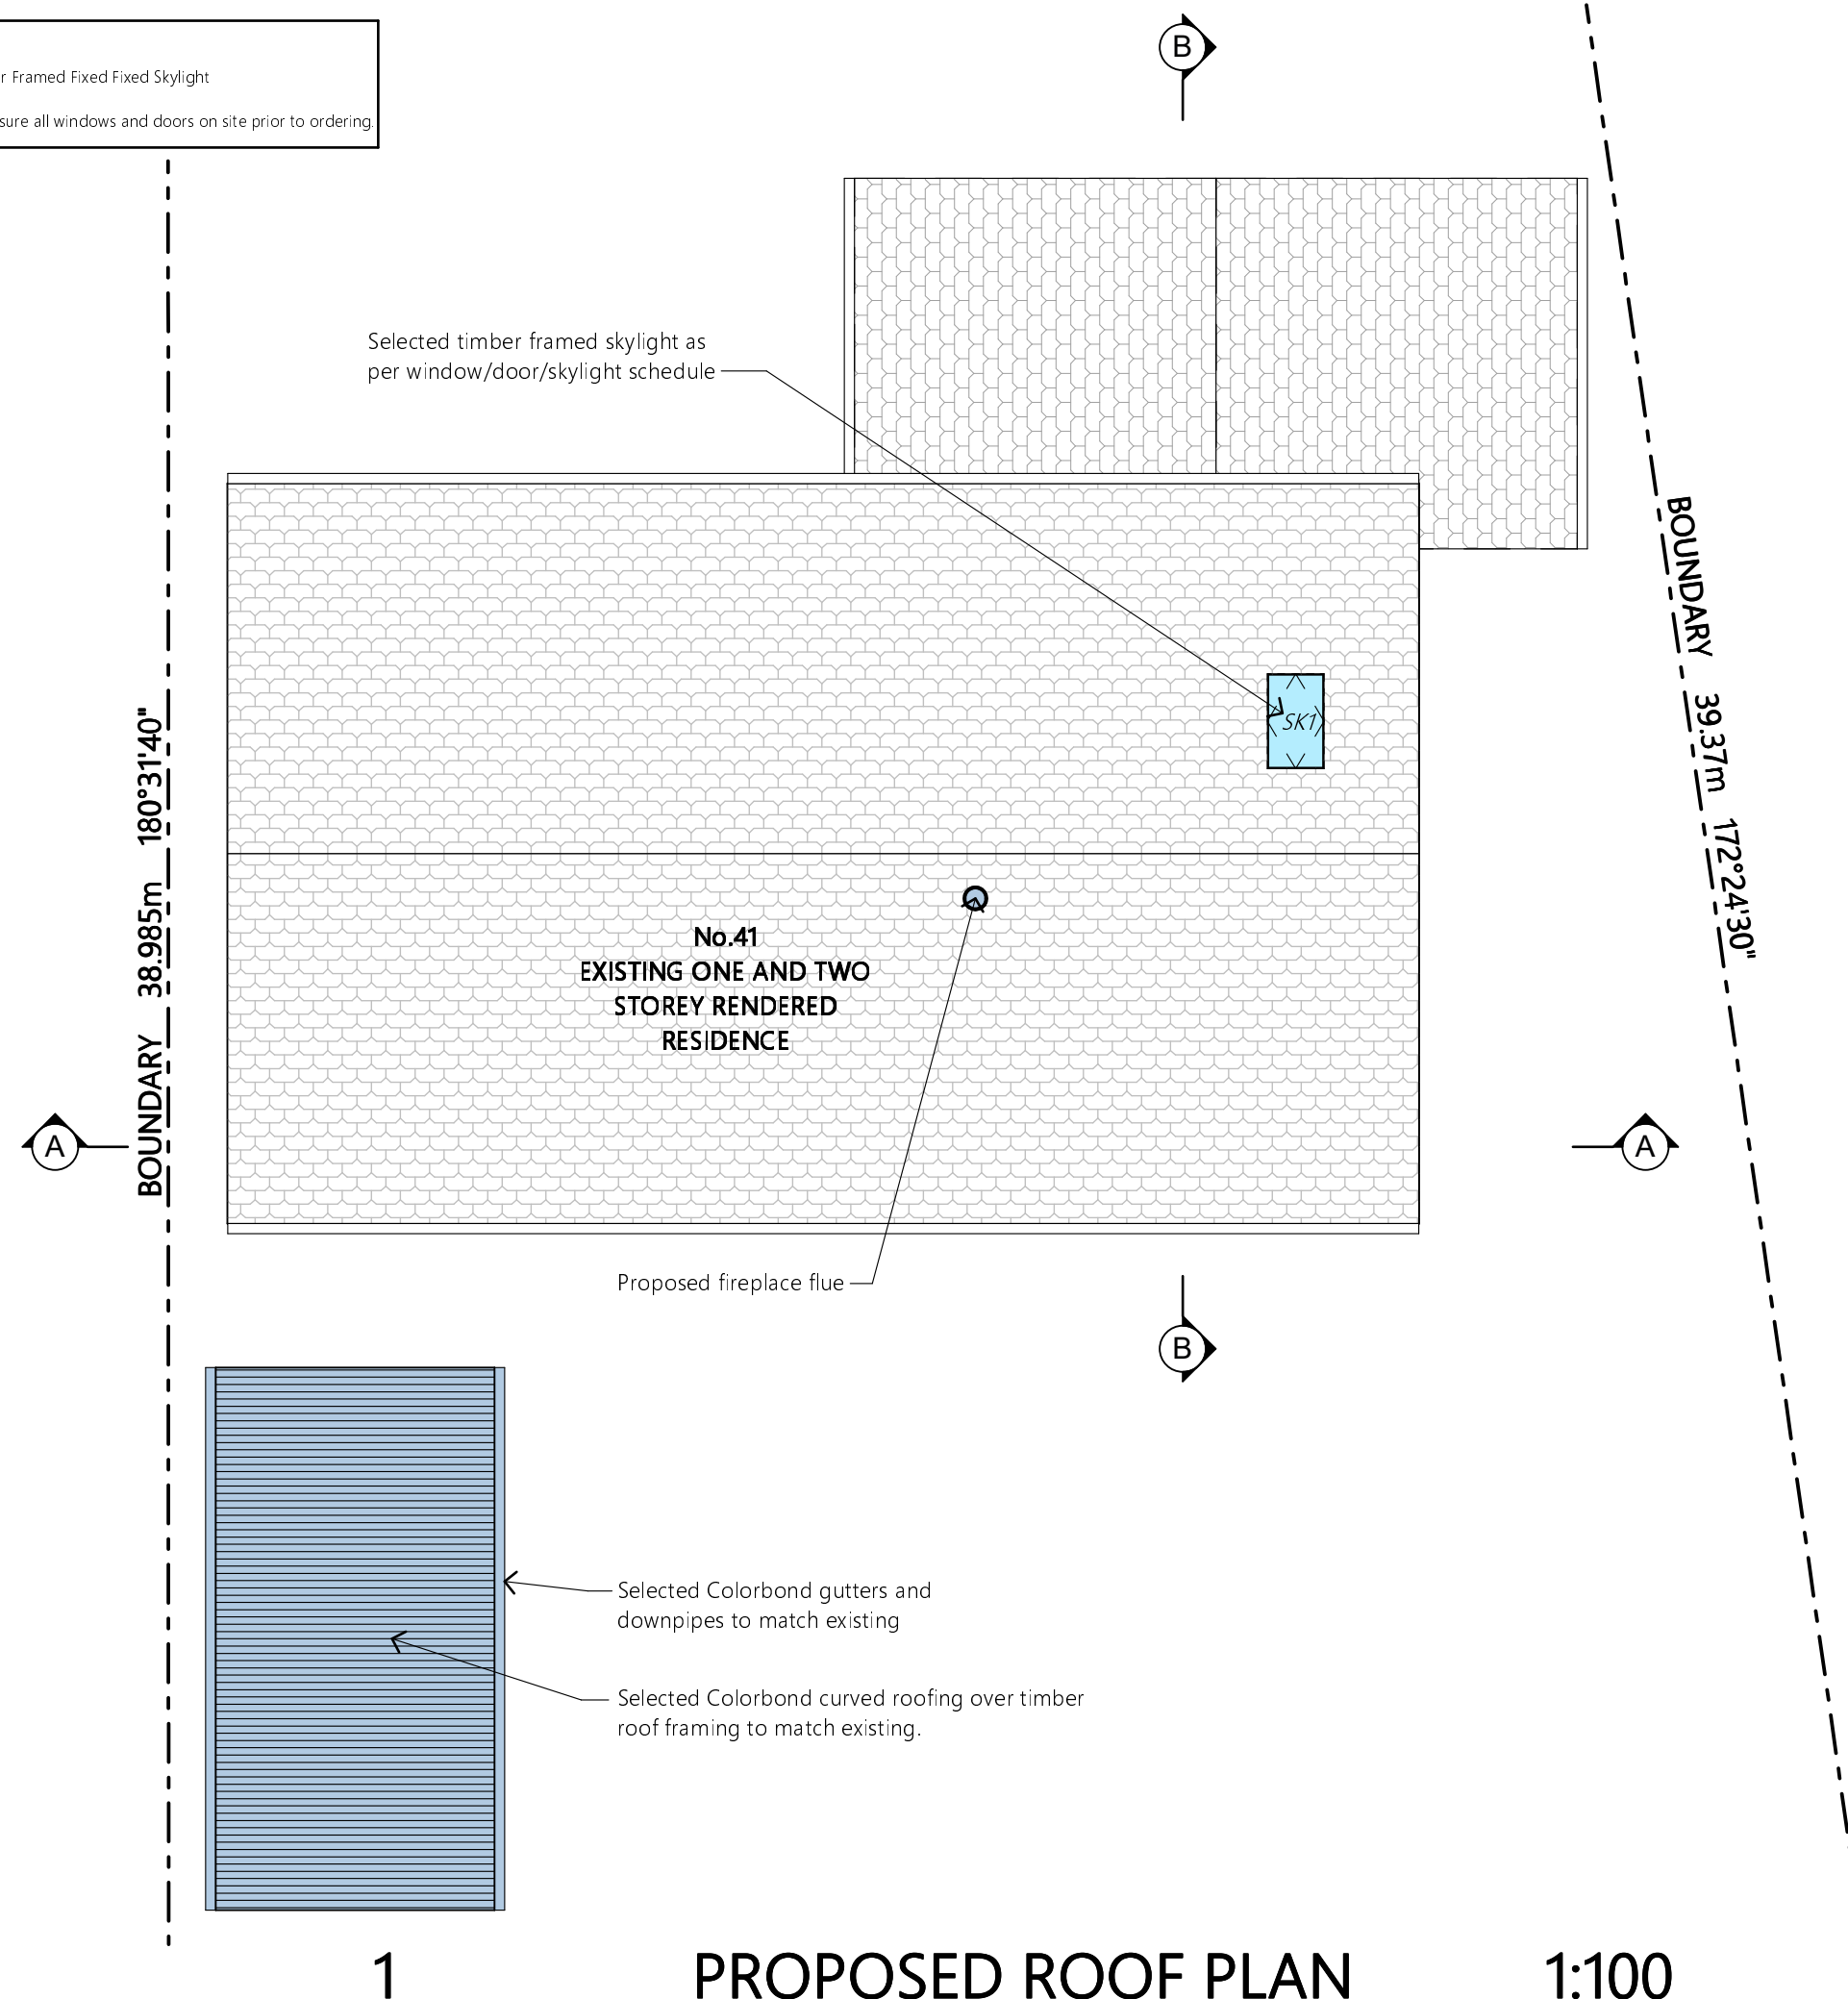 r Framed Fixed Fixed Skylight
sure all windows and doors on site prior to ordering.
B
Selected timber framed skylight as
per window/door/skylight schedule
BOUNDARY 39.37m 172°24'30"
SK1
BOUNDARY 38.985m 180°31'40"
No.41
EXISTING ONE AND TWO
STOREY RENDERED
RESIDENCE
A
A
Proposed fireplace flue
B
Selected Colorbond gutters and
downpipes to match existing
Selected Colorbond curved roofing over timber
roof framing to match existing.
1 PROPOSED ROOF PLAN 1:100